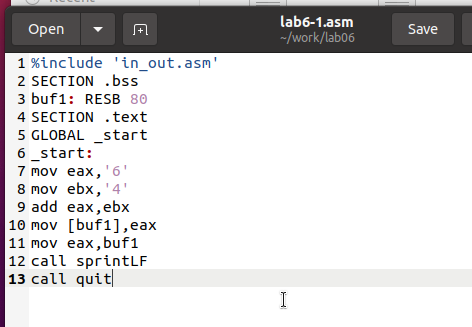 Recent
Open
lab6-1.asm
~/work/lab06
Save
1 %include 'in_out.asm'
2 SECTION .bss
3 buf1: RESB 80
4 SECTION .text
5 GLOBAL _start
6 _start:
7 mov eax,'6'
8 mov ebx,'4'
9 add eax,ebx
10 mov [buf1],eax
11 mov eax,buf1
12 call sprintLF
13 call quit